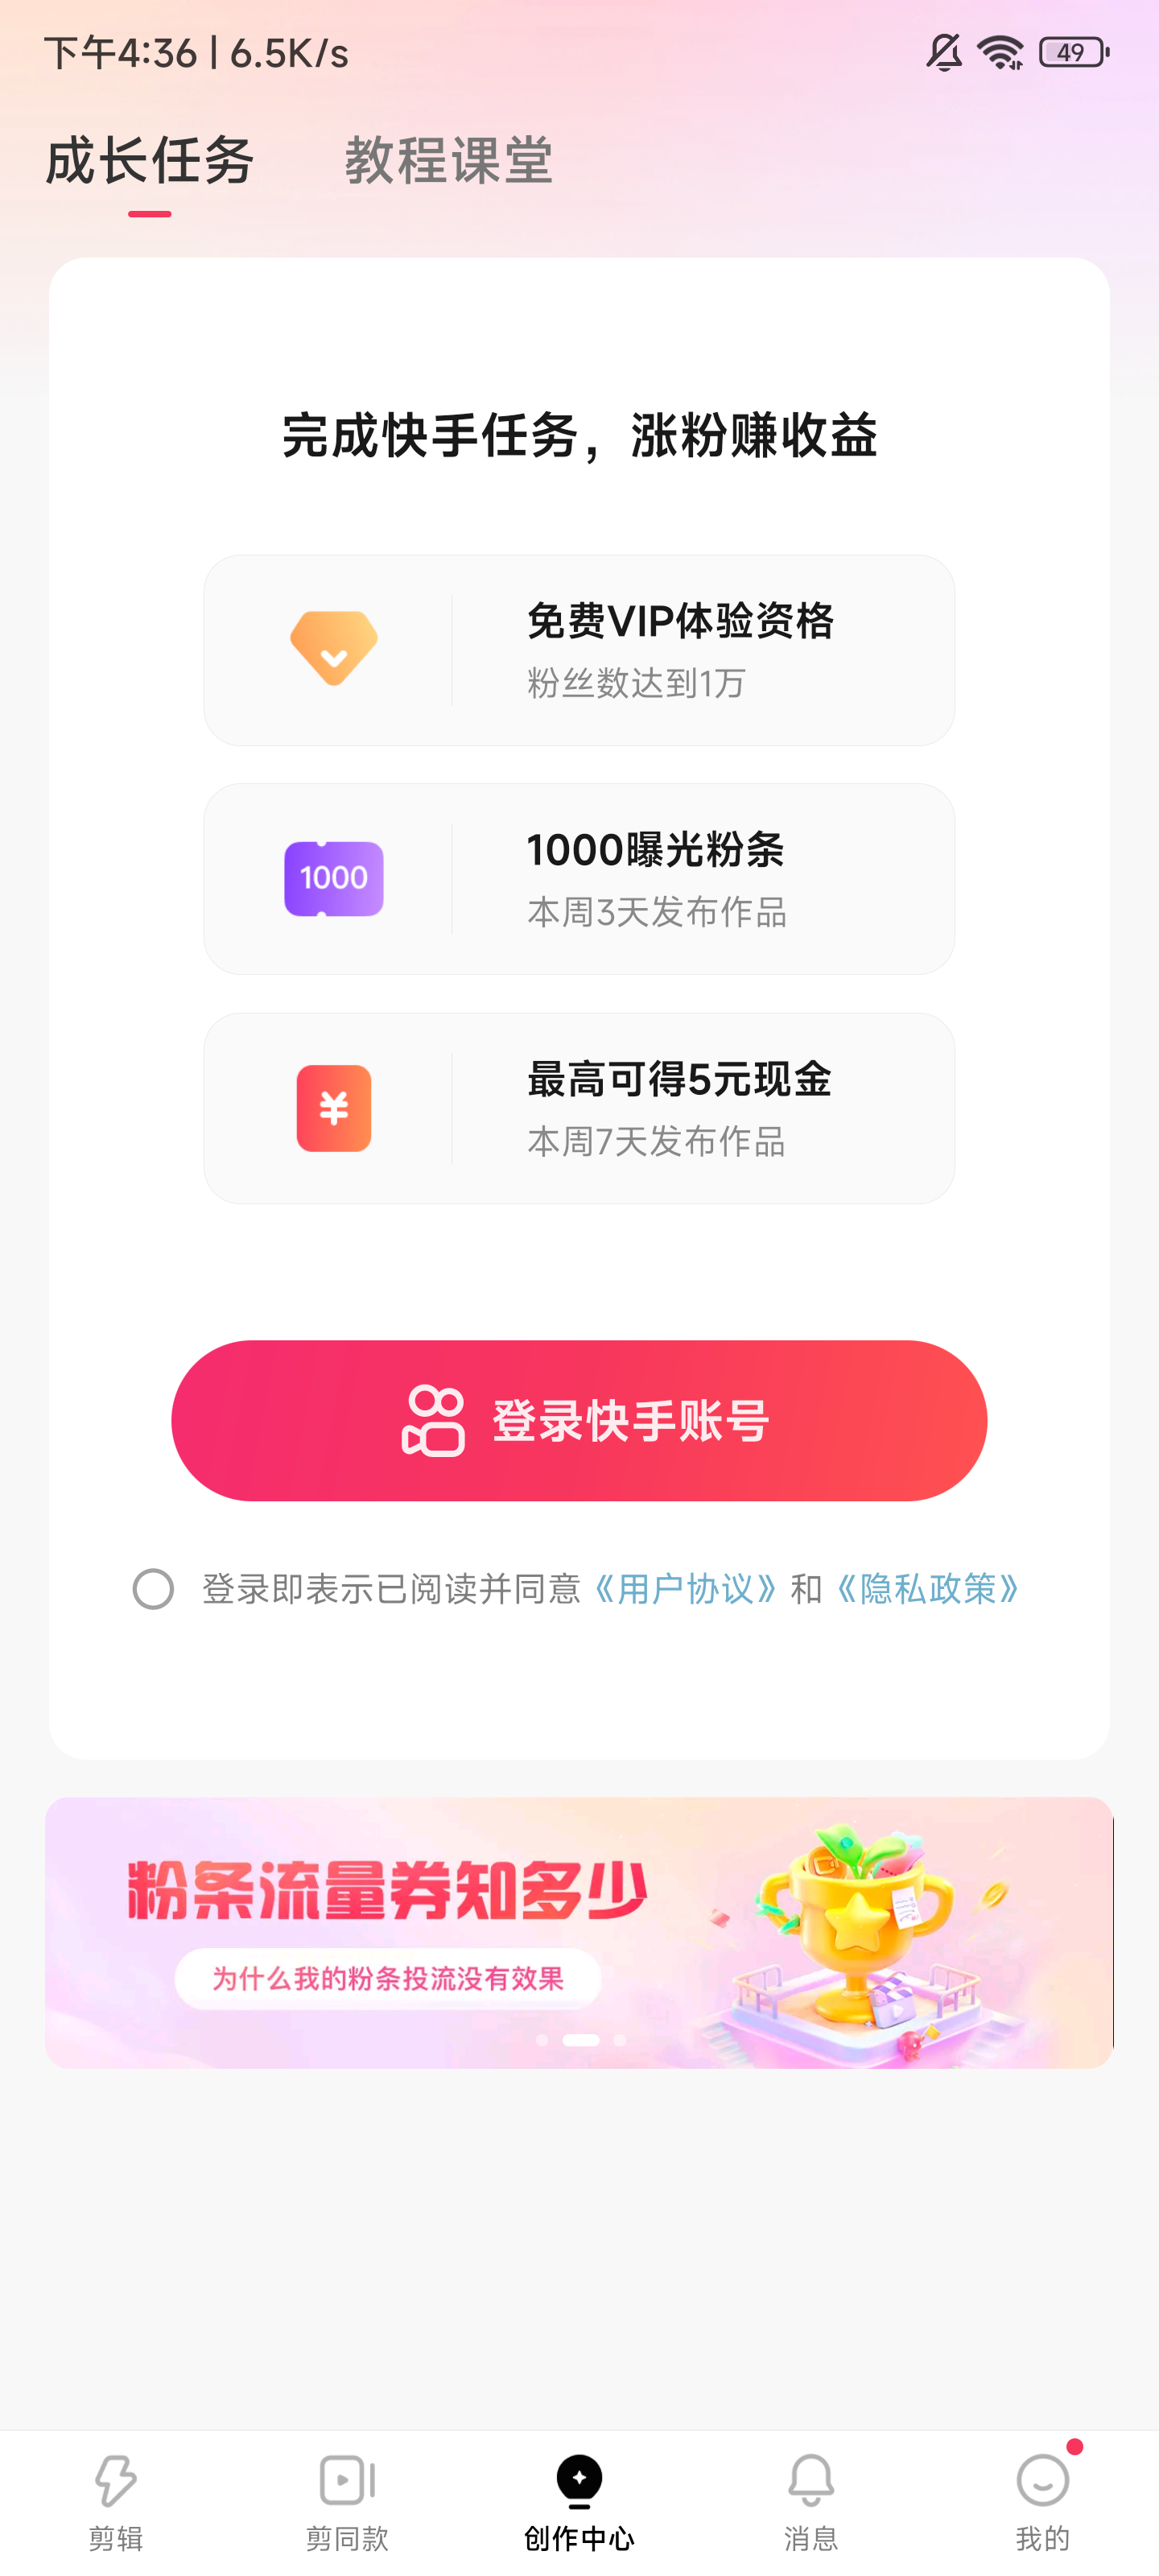 下午4:36 | 6.5K/s
49
成长任务 教程课堂
完成快手任务，涨粉赚收益
免费VIP体验资格
粉丝数达到1万
1000
1000曝光粉条
本周3天发布作品
¥
最高可得5元现金
本周7天发布作品
登录快手账号
登录即表示已阅读并同意《用户协议》和《隐私政策》
粉条流量券知多少
为什么我的粉条投流没有效果
剪辑 剪同款 创作中心 消息 我的